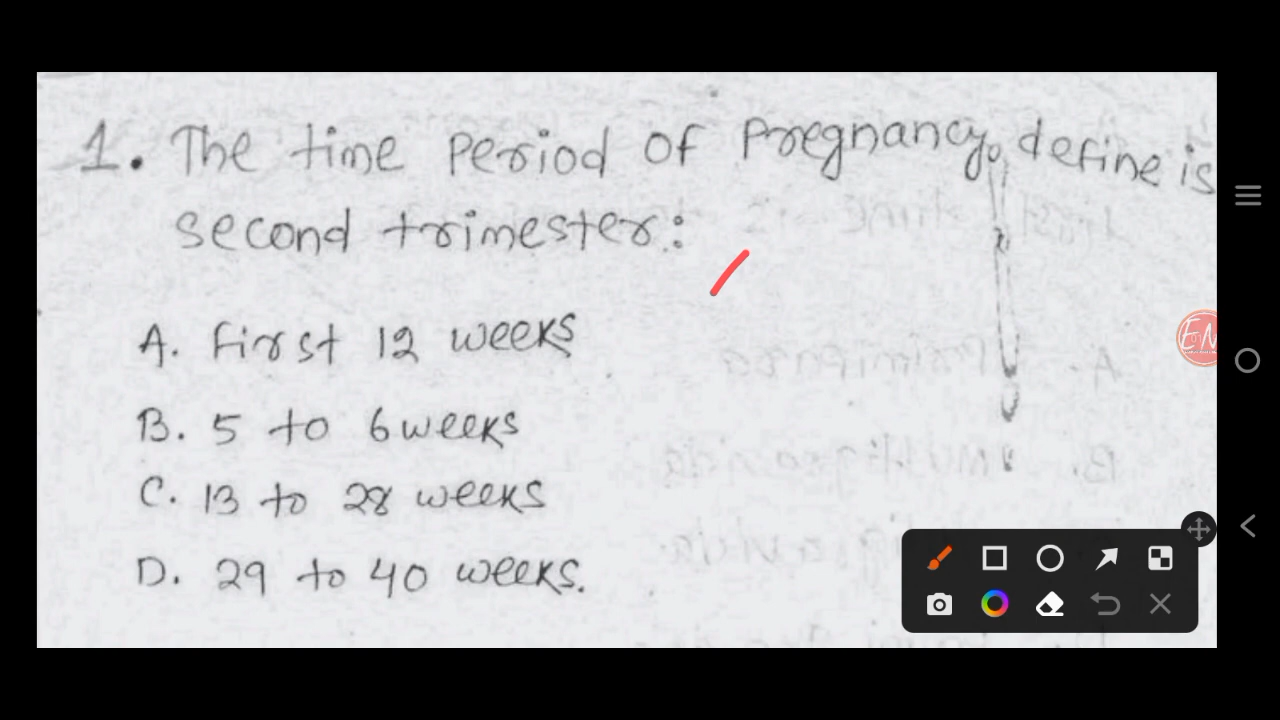 1. The time period of Pregnancy, define is
second trimester:
A. First 12 weeks
B. 5 to 6 weeks
C. 13 to 28 weeks
D. 29 to 40 weeks.
EN